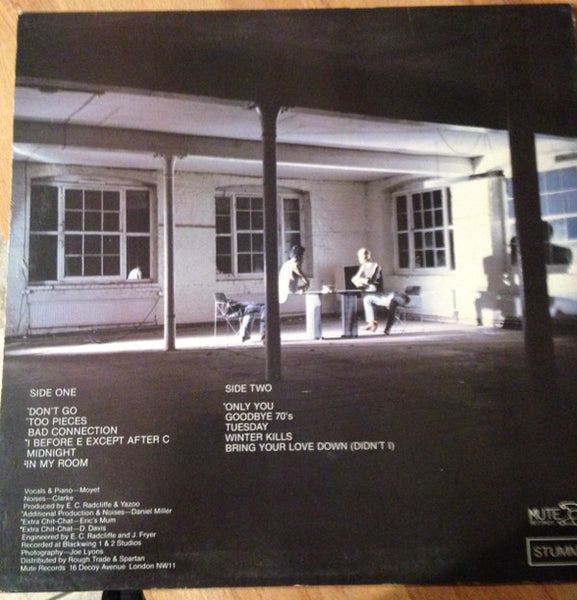 SIDE ONE
*DON'T GO
*TOO PIECES
BAD CONNECTION
*I BEFORE E EXCEPT AFTER C
MIDNIGHT
‡IN MY ROOM
SIDE TWO
*ONLY YOU
GOODBYE 70's
TUESDAY
WINTER KILLS
BRING YOUR LOVE DOWN (DIDN'T I)
Vocals & Piano—Moyet
Noises—Clarke
Produced by E. C. Radcliffe & Yazoo
*Additional Production & Noises—Daniel Miller
*Extra Chit-Chat—Eric's Mum
*Extra Chit-Chat—D. Davis
Engineered by E. C. Radcliffe and J. Fryer
Recorded at Blackwing 1 & 2 Studios
Photography—Joe Lyons
Distributed by Rough Trade & Spartan
Mute Records 16 Decoy Avenue London NW11
MUTE
STUMM